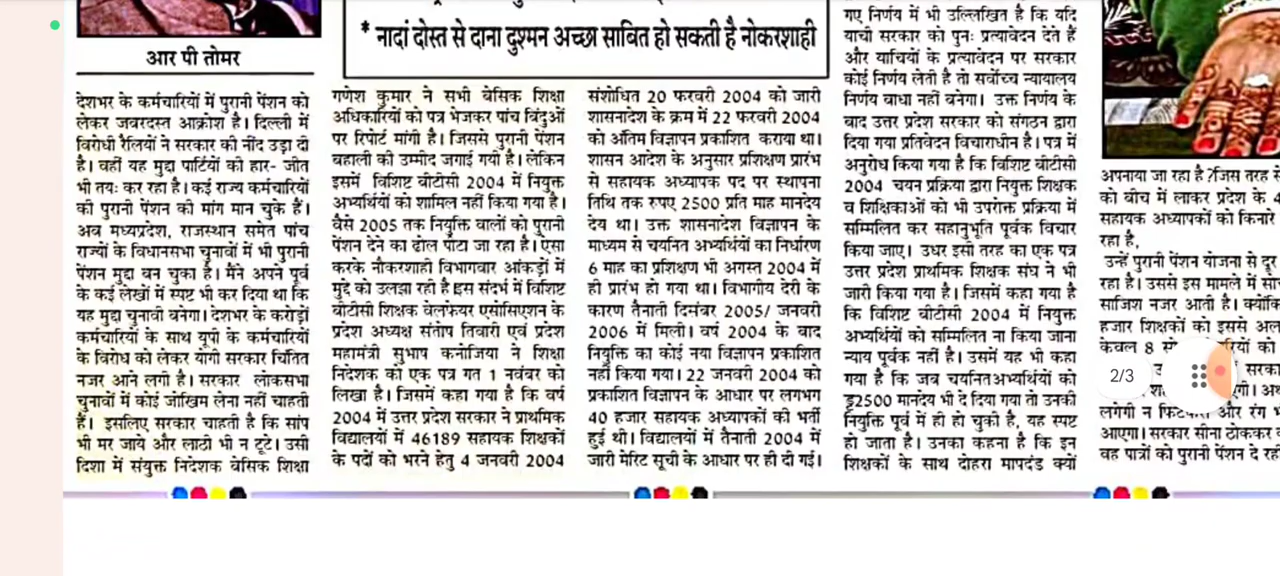 * नादां दोस्त से दाना दुश्मन अच्छा साबित हो सकती है नोकरशाही
आर पी तोमर
देशभर के कर्मचारियों में पुरानी पेंशन को
लेकर जबरदस्त आक्रोश है। दिल्ली में
विरोधी रैलियों ने सरकार की नींद उड़ा दी
है। वहीं यह मुद्दा पार्टियों की हार- जीत
भी तयः कर रहा है। कई राज्य कर्मचारियों
की पुरानी पेंशन की मांग मान चुके हैं।
अब मध्यप्रदेश, राजस्थान समेत पांच
राज्यों के विधानसभा चुनावों में भी पुरानी
पेंशन मुद्दा बन चुका है। मैंने अपने पूर्व
के कई लेखों में स्पष्ट भी कर दिया था कि
यह मुद्दा चुनावी बनेगा। देशभर के करोड़ों
कर्मचारियों के साथ यूपी के कर्मचारियों
के विरोध को लेकर योगी सरकार चिंतित
नजर आने लगी है। सरकार लोकसभा
चुनावों में कोई जोखिम लेना नहीं चाहती
है। इसलिए सरकार चाहती है कि सांप
भी मर जाये और लाठी भी न टूटे। उसी
दिशा में संयुक्त निदेशक बेसिक शिक्षा
गणेश कुमार ने सभी बेसिक शिक्षा
अधिकारियों को पत्र भेजकर पांच बिंदुओं
पर रिपोर्ट मांगी है। जिससे पुरानी पेंशन
बहाली की उम्मीद जगाई गयी है। लेकिन
इसमें विशिष्ट बीटीसी 2004 में नियुक्त
अभ्यर्थियों को शामिल नहीं किया गया है।
वैसे 2005 तक नियुक्ति वालों को पुरानी
पेंशन देने का ढोल पीटा जा रहा है। ऐसा
करके नौकरशाही विभागवार आंकड़ों में
मुद्दे को उलझा रही है इस संदर्भ में विशिष्ट
बीटीसी शिक्षक वेलफेयर एसोसिएशन के
प्रदेश अध्यक्ष संतोष तिवारी एवं प्रदेश
महामंत्री सुभाष कनोजिया ने शिक्षा
निदेशक को एक पत्र गत 1 नवंबर को
लिखा है। जिसमें कहा गया है कि वर्ष
2004 में उत्तर प्रदेश सरकार ने प्राथमिक
विद्यालयों में 46189 सहायक शिक्षकों
के पदों को भरने हेतु 4 जनवरी 2004
संशोधित 20 फरवरी 2004 को जारी
शासनादेश के क्रम में 22 फरवरी 2004
को अंतिम विज्ञापन प्रकाशित कराया था।
शासन आदेश के अनुसार प्रशिक्षण प्रारंभ
से सहायक अध्यापक पद पर स्थापना
तिथि तक रुपए 2500 प्रति माह मानदेय
देय था। उक्त शासनादेश विज्ञापन के
माध्यम से चयनित अभ्यर्थियों का निर्धारण
6 माह का प्रशिक्षण भी अगस्त 2004 में
ही प्रारंभ हो गया था। विभागीय देरी के
कारण तैनाती दिसंबर 2005/ जनवरी
2006 में मिली। वर्ष 2004 के बाद
नियुक्ति का कोई नया विज्ञापन प्रकाशित
नहीं किया गया। 22 जनवरी 2004 को
प्रकाशित विज्ञापन के आधार पर लगभग
40 हजार सहायक अध्यापकों की भर्ती
हुई थी। विद्यालयों में तैनाती 2004 में
जारी मेरिट सूची के आधार पर ही दी गई।
गए निर्णय में भी उल्लिखित है कि यदि
याची सरकार को पुनः प्रत्यावेदन देते हैं
और याचियों के प्रत्यावेदन पर सरकार
कोई निर्णय लेती है तो सर्वोच्च न्यायालय
निर्णय बाधा नहीं बनेगा। उक्त निर्णय के
बाद उत्तर प्रदेश सरकार को संगठन द्वारा
दिया गया प्रतिवेदन विचाराधीन है। पत्र में
अनुरोध किया गया है कि विशिष्ट बीटीसी
2004 चयन प्रक्रिया द्वारा नियुक्त शिक्षक
व शिक्षिकाओं को भी उपरोक्त प्रक्रिया में
सम्मिलित कर सहानुभूति पूर्वक विचार
किया जाए। उधर इसी तरह का एक पत्र
उत्तर प्रदेश प्राथमिक शिक्षक संघ ने भी
जारी किया गया है। जिसमें कहा गया है
कि विशिष्ट बीटीसी 2004 में नियुक्त
अभ्यर्थियों को सम्मिलित ना किया जाना
न्याय पूर्वक नहीं है। उसमें यह भी कहा
गया है कि जब चयनितअभ्यर्थियों को
ड्ड2500 मानदेय भी दे दिया गया तो उनकी
नियुक्ति पूर्व में ही हो चुकी है, यह स्पष्ट
हो जाता है। उनका कहना है कि इन
शिक्षकों के साथ दोहरा मापदंड क्यों
अपनाया जा रहा है?जिस तरह से
को बीच में लाकर प्रदेश के 4
सहायक अध्यापकों को किनारे
रहा है,
उन्हें पुरानी पेंशन योजना से दूर
रहा है। उससे इस मामले में
साजिश नजर आती है। क्योंकि
हजार शिक्षकों को इससे
केवल 8
लगेगी न और रंग
आएगा। सरकार सीना ठोककर
वह पात्रों को पुरानी पेंशन दे
2/3